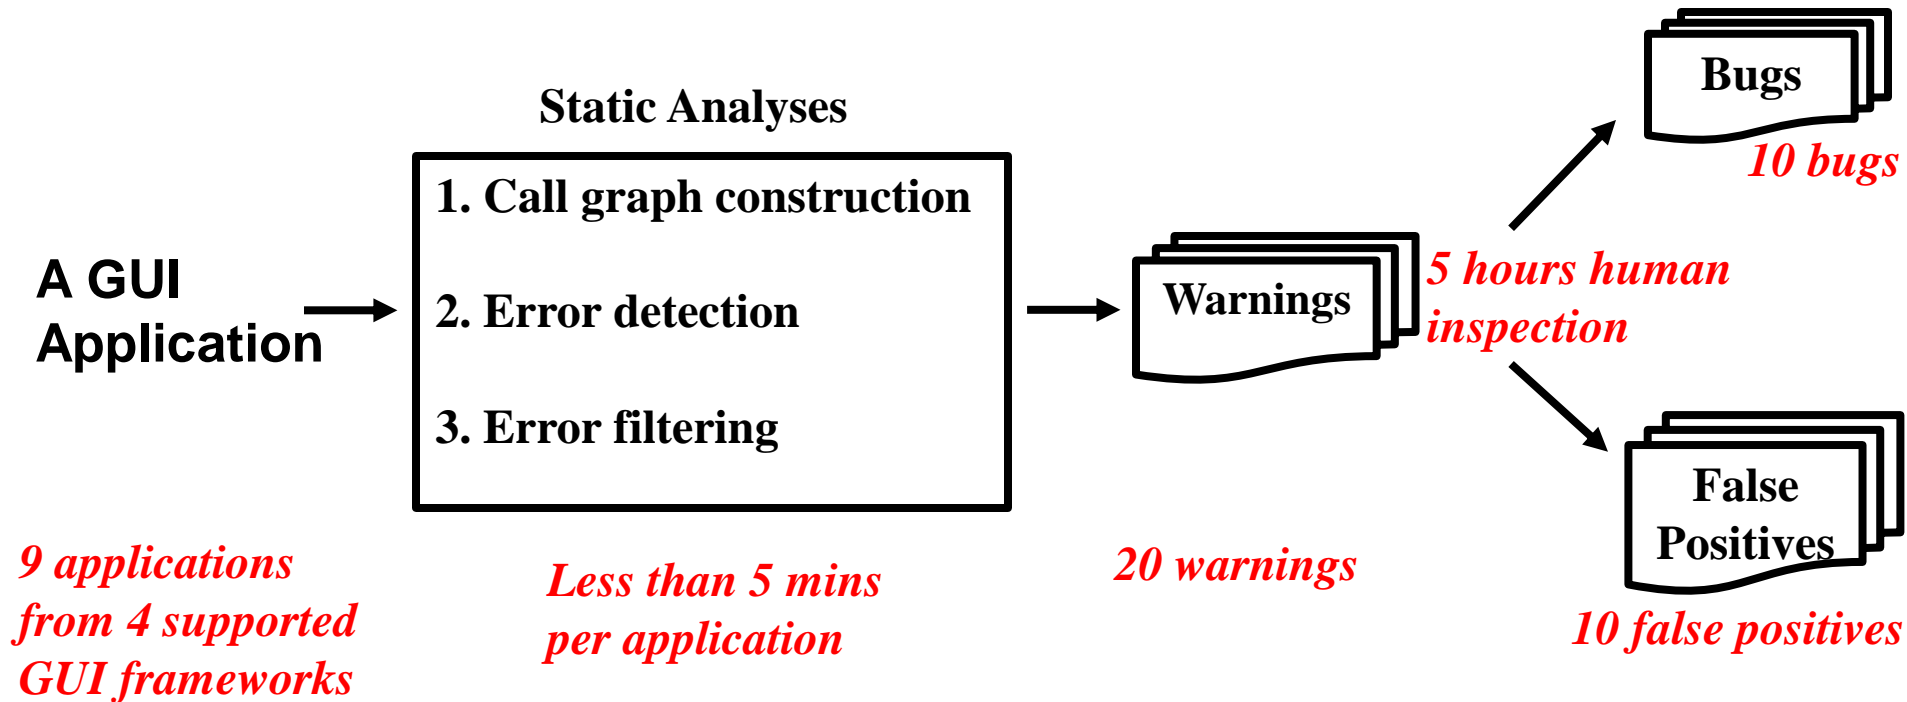 A GUI
Application
Static Analyses
1. Call graph construction
2. Error detection
3. Error filtering
Warnings
5 hours human
inspection
Bugs
10 bugs
False
Positives
10 false positives
9 applications
from 4 supported
GUI frameworks
Less than 5 mins
per application
20 warnings